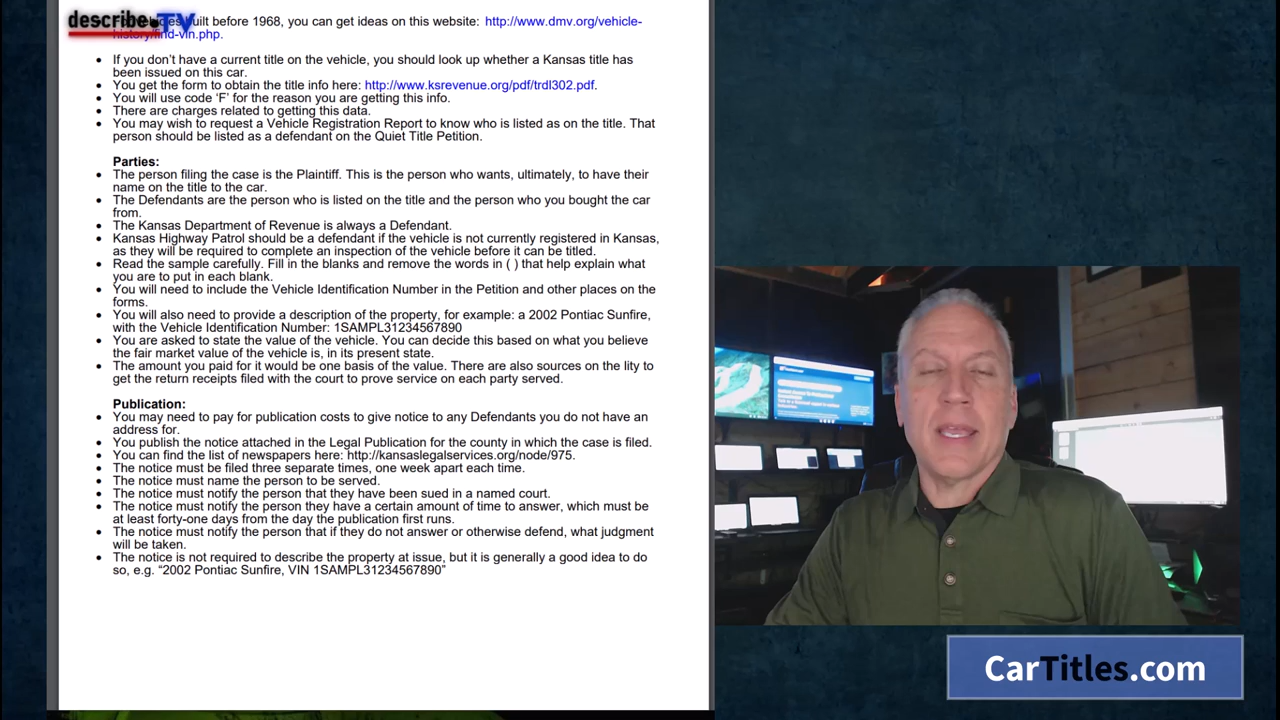 describe.TV
built before 1968, you can get ideas on this website: http://www.dmv.org/vehicle-
history/find-vin.php.
• If you don’t have a current title on the vehicle, you should look up whether a Kansas title has
been issued on this car.
• You get the form to obtain the title info here: http://www.ksrevenue.org/pdf/trdl302.pdf.
• You will use code ‘F’ for the reason you are getting this info.
• There are charges related to getting this data.
• You may wish to request a Vehicle Registration Report to know who is listed as on the title. That
person should be listed as a defendant on the Quiet Title Petition.
Parties:
• The person filing the case is the Plaintiff. This is the person who wants, ultimately, to have their
name on the title to the car.
• The Defendants are the person who is listed on the title and the person who you bought the car
from.
• The Kansas Department of Revenue is always a Defendant.
• Kansas Highway Patrol should be a defendant if the vehicle is not currently registered in Kansas,
as they will be required to complete an inspection of the vehicle before it can be titled.
• Read the sample carefully. Fill in the blanks and remove the words in ( ) that help explain what
you are to put in each blank.
• You will need to include the Vehicle Identification Number in the Petition and other places on the
forms.
• You will also need to provide a description of the property, for example: a 2002 Pontiac Sunfire,
with the Vehicle Identification Number: 1SAMPL31234567890
• You are asked to state the value of the vehicle. You can decide this based on what you believe
the fair market value of the vehicle is, in its present state.
• The amount you paid for it would be one basis of the value. There are also sources on the lity to
get the return receipts filed with the court to prove service on each party served.
Publication:
• You may need to pay for publication costs to give notice to any Defendants you do not have an
address for.
• You publish the notice attached in the Legal Publication for the county in which the case is filed.
• You can find the list of newspapers here: http://kansaslegalservices.org/node/975.
• The notice must be filed three separate times, one week apart each time.
• The notice must name the person to be served.
• The notice must notify the person that they have been sued in a named court.
• The notice must notify the person they have a certain amount of time to answer, which must be
at least forty-one days from the day the publication first runs.
• The notice must notify the person that if they do not answer or otherwise defend, what judgment
will be taken.
• The notice is not required to describe the property at issue, but it is generally a good idea to do
so, e.g. “2002 Pontiac Sunfire, VIN 1SAMPL31234567890”
CarTitles.com